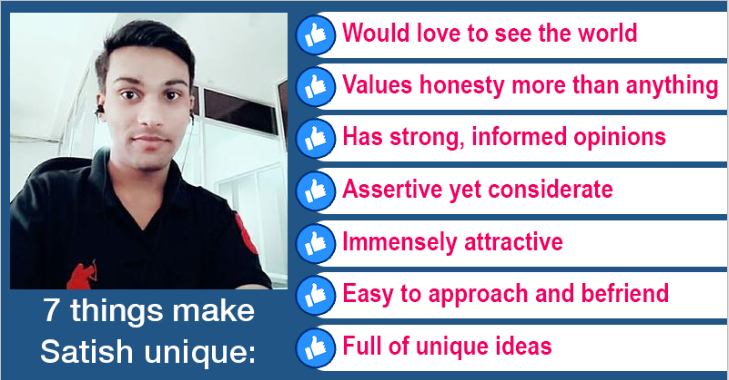 Would love to see the world
Values honesty more than anything
Has strong, informed opinions
Assertive yet considerate
Immensely attractive
Easy to approach and befriend
Full of unique ideas
7 things make
Satish unique: